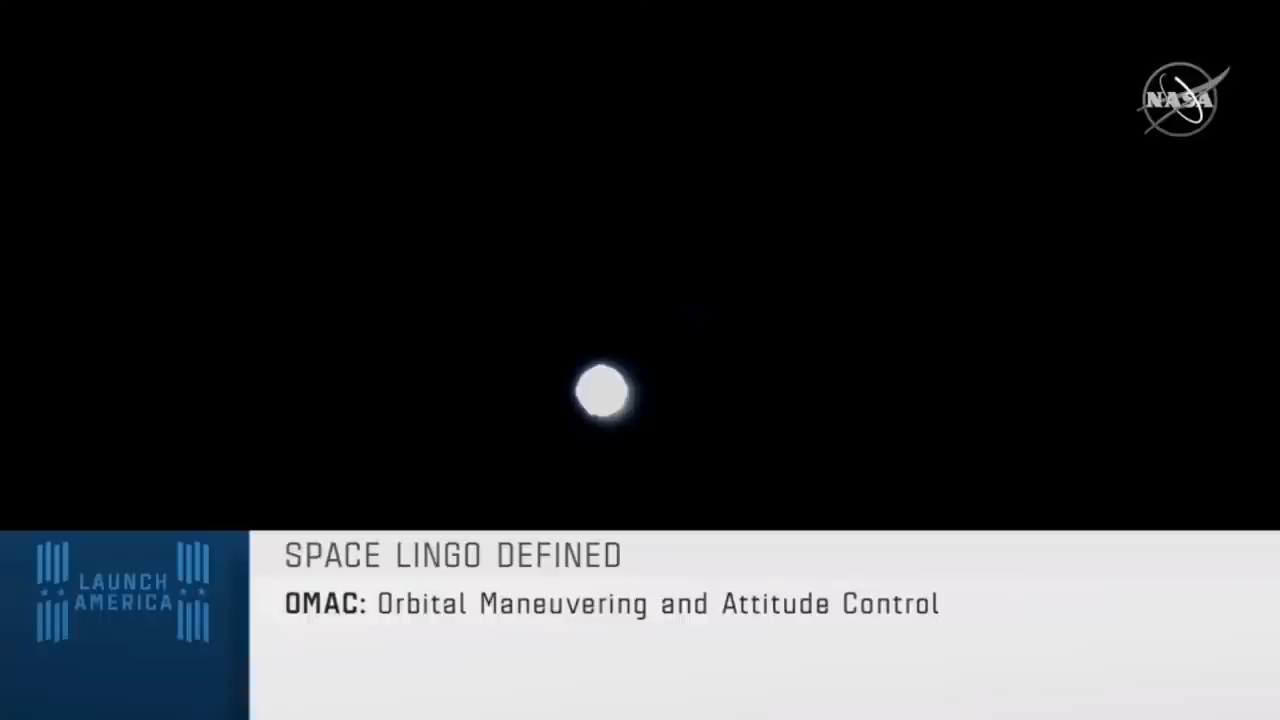 NASA
SPACE LINGO DEFINED
LAUNCH
AMERICA
OMAC: Orbital Maneuvering and Attitude Control